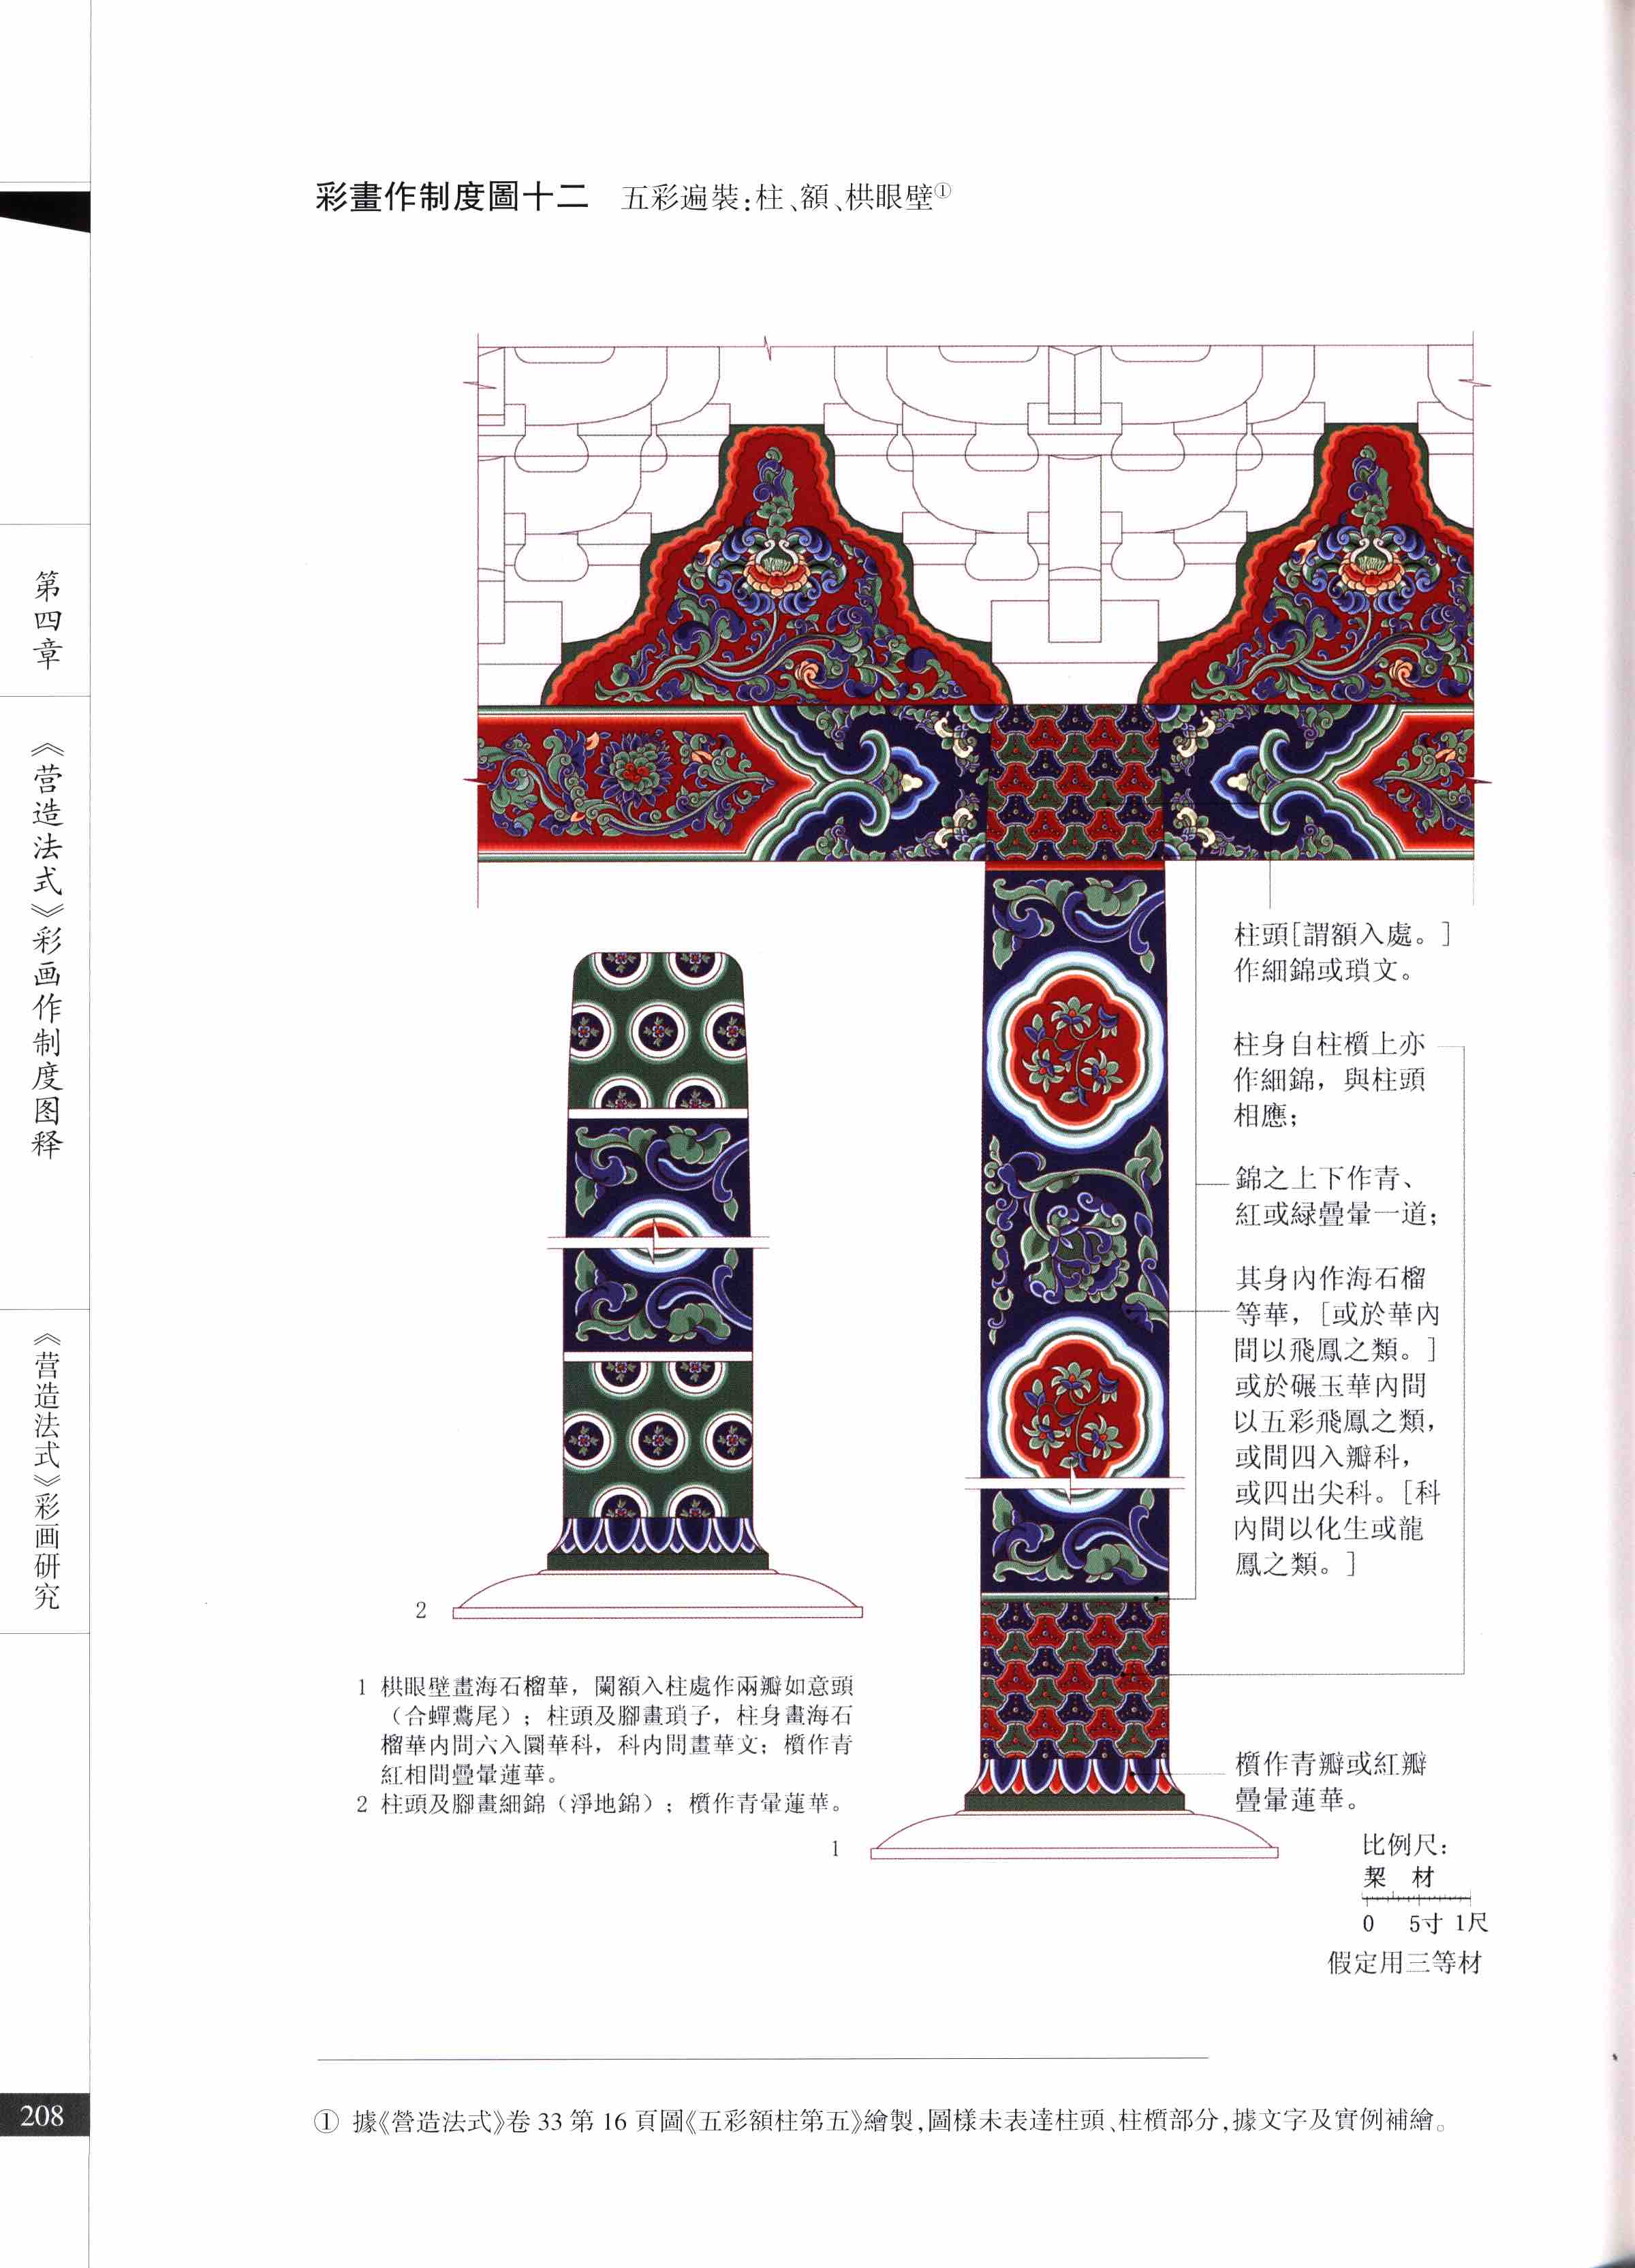 彩畫作制度圖十二 五彩遍裝:柱、額、栱眼壁①
第四章
《营造法式》彩画作制度图释
《营造法式》彩画研究
208
柱頭[謂額入處。]
作細錦或瑣文。
柱身自柱櫍上亦
作細錦，與柱頭
相應；
錦之上下作青、
紅或緑疊暈一道；
其身內作海石榴
等華，[或於華內
間以飛鳳之類。]
或於碾玉華內間
以五彩飛鳳之類，
或間四入瓣科，
或四出尖科。[科
內間以化生或龍
鳳之類。]
櫍作青瓣或紅瓣
疊暈蓮華。
2
1 栱眼壁畫海石榴華，闌額入柱處作兩瓣如意頭
（合蟬鷰尾）；柱頭及腳畫瑣子，柱身畫海石
榴華內間六入圜華科，科內間畫華文；櫍作青
紅相間疊暈蓮華。
2 柱頭及腳畫細錦（淨地錦）；櫍作青暈蓮華。
1
比例尺:
栔 材
0 5寸 1尺
假定用三等材
① 據《營造法式》卷 33 第 16 頁圖《五彩額柱第五》繪製,圖樣未表達柱頭、柱櫍部分,據文字及實例補繪。